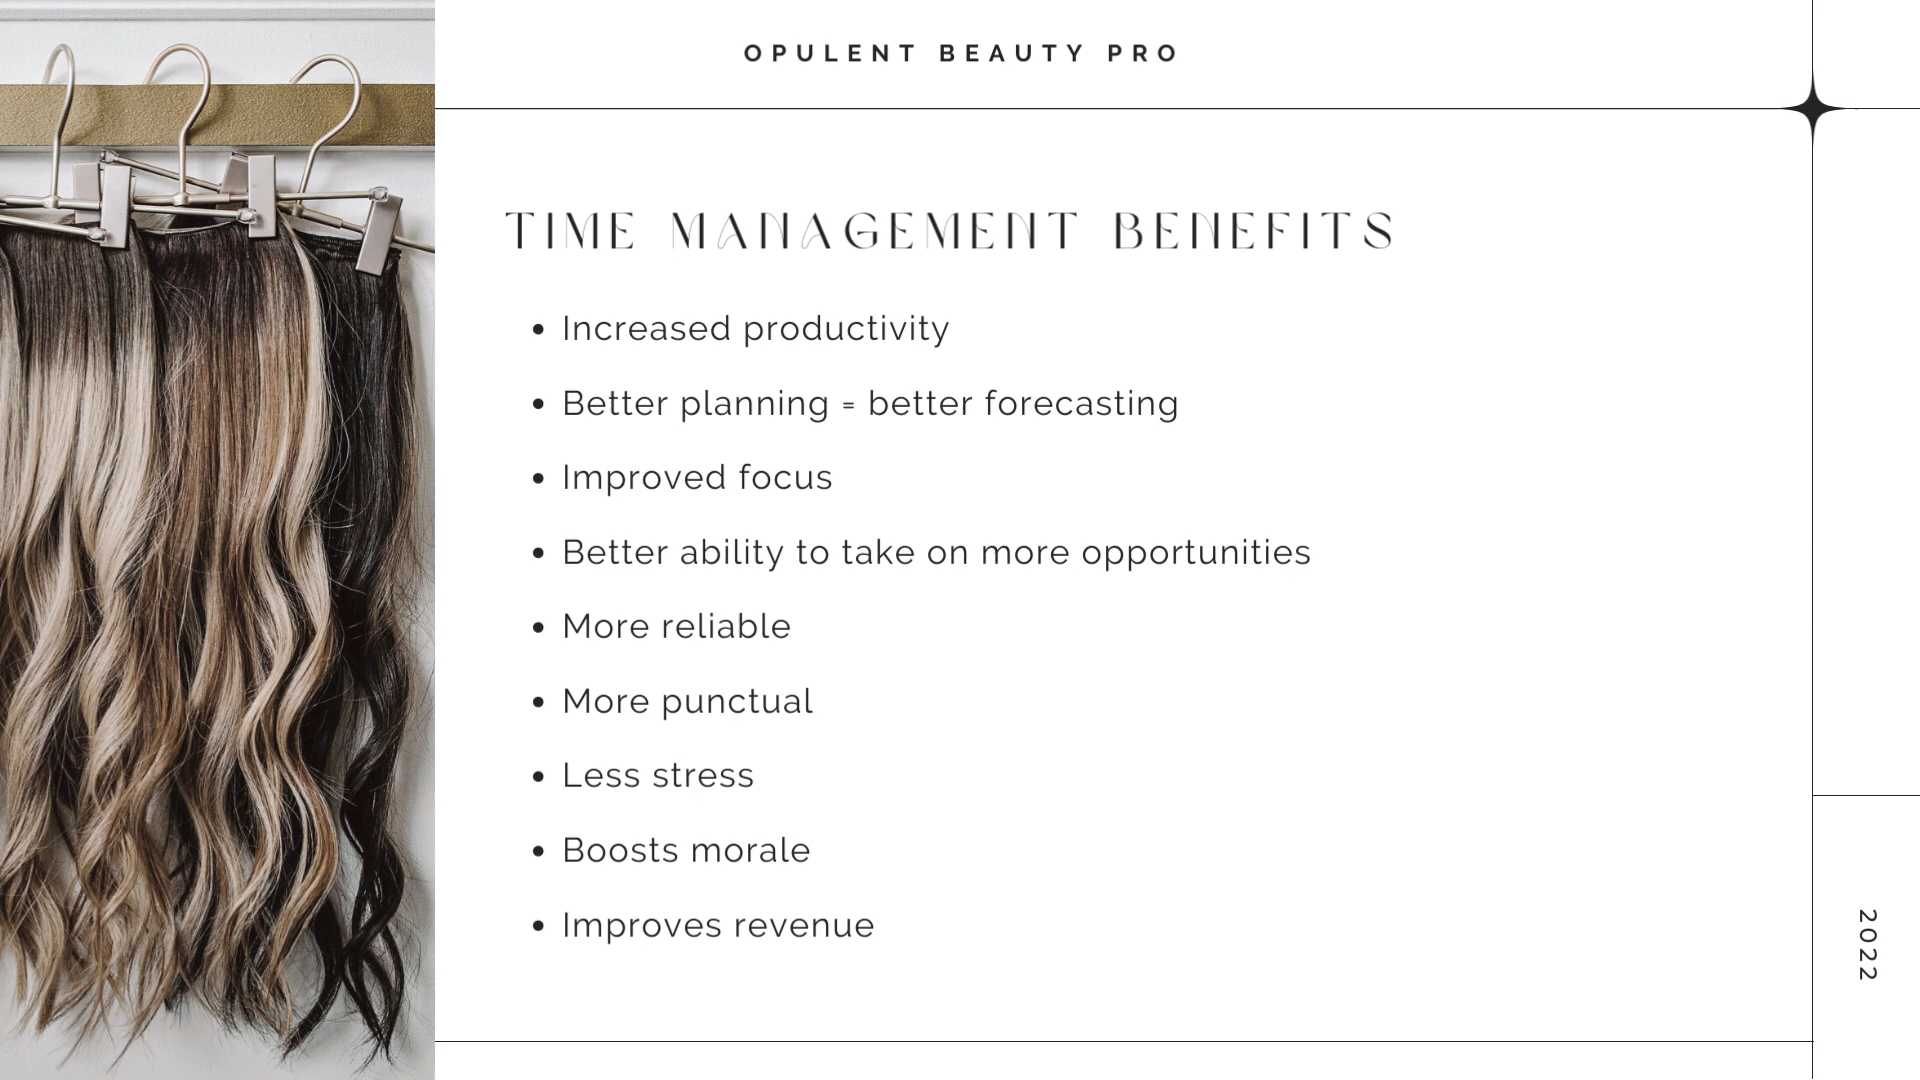 OPULENT BEAUTY PRO
TIME MANAGEMENT BENEFITS
• Increased productivity
• Better planning = better forecasting
• Improved focus
• Better ability to take on more opportunities
• More reliable
• More punctual
• Less stress
• Boosts morale
• Improves revenue
2022